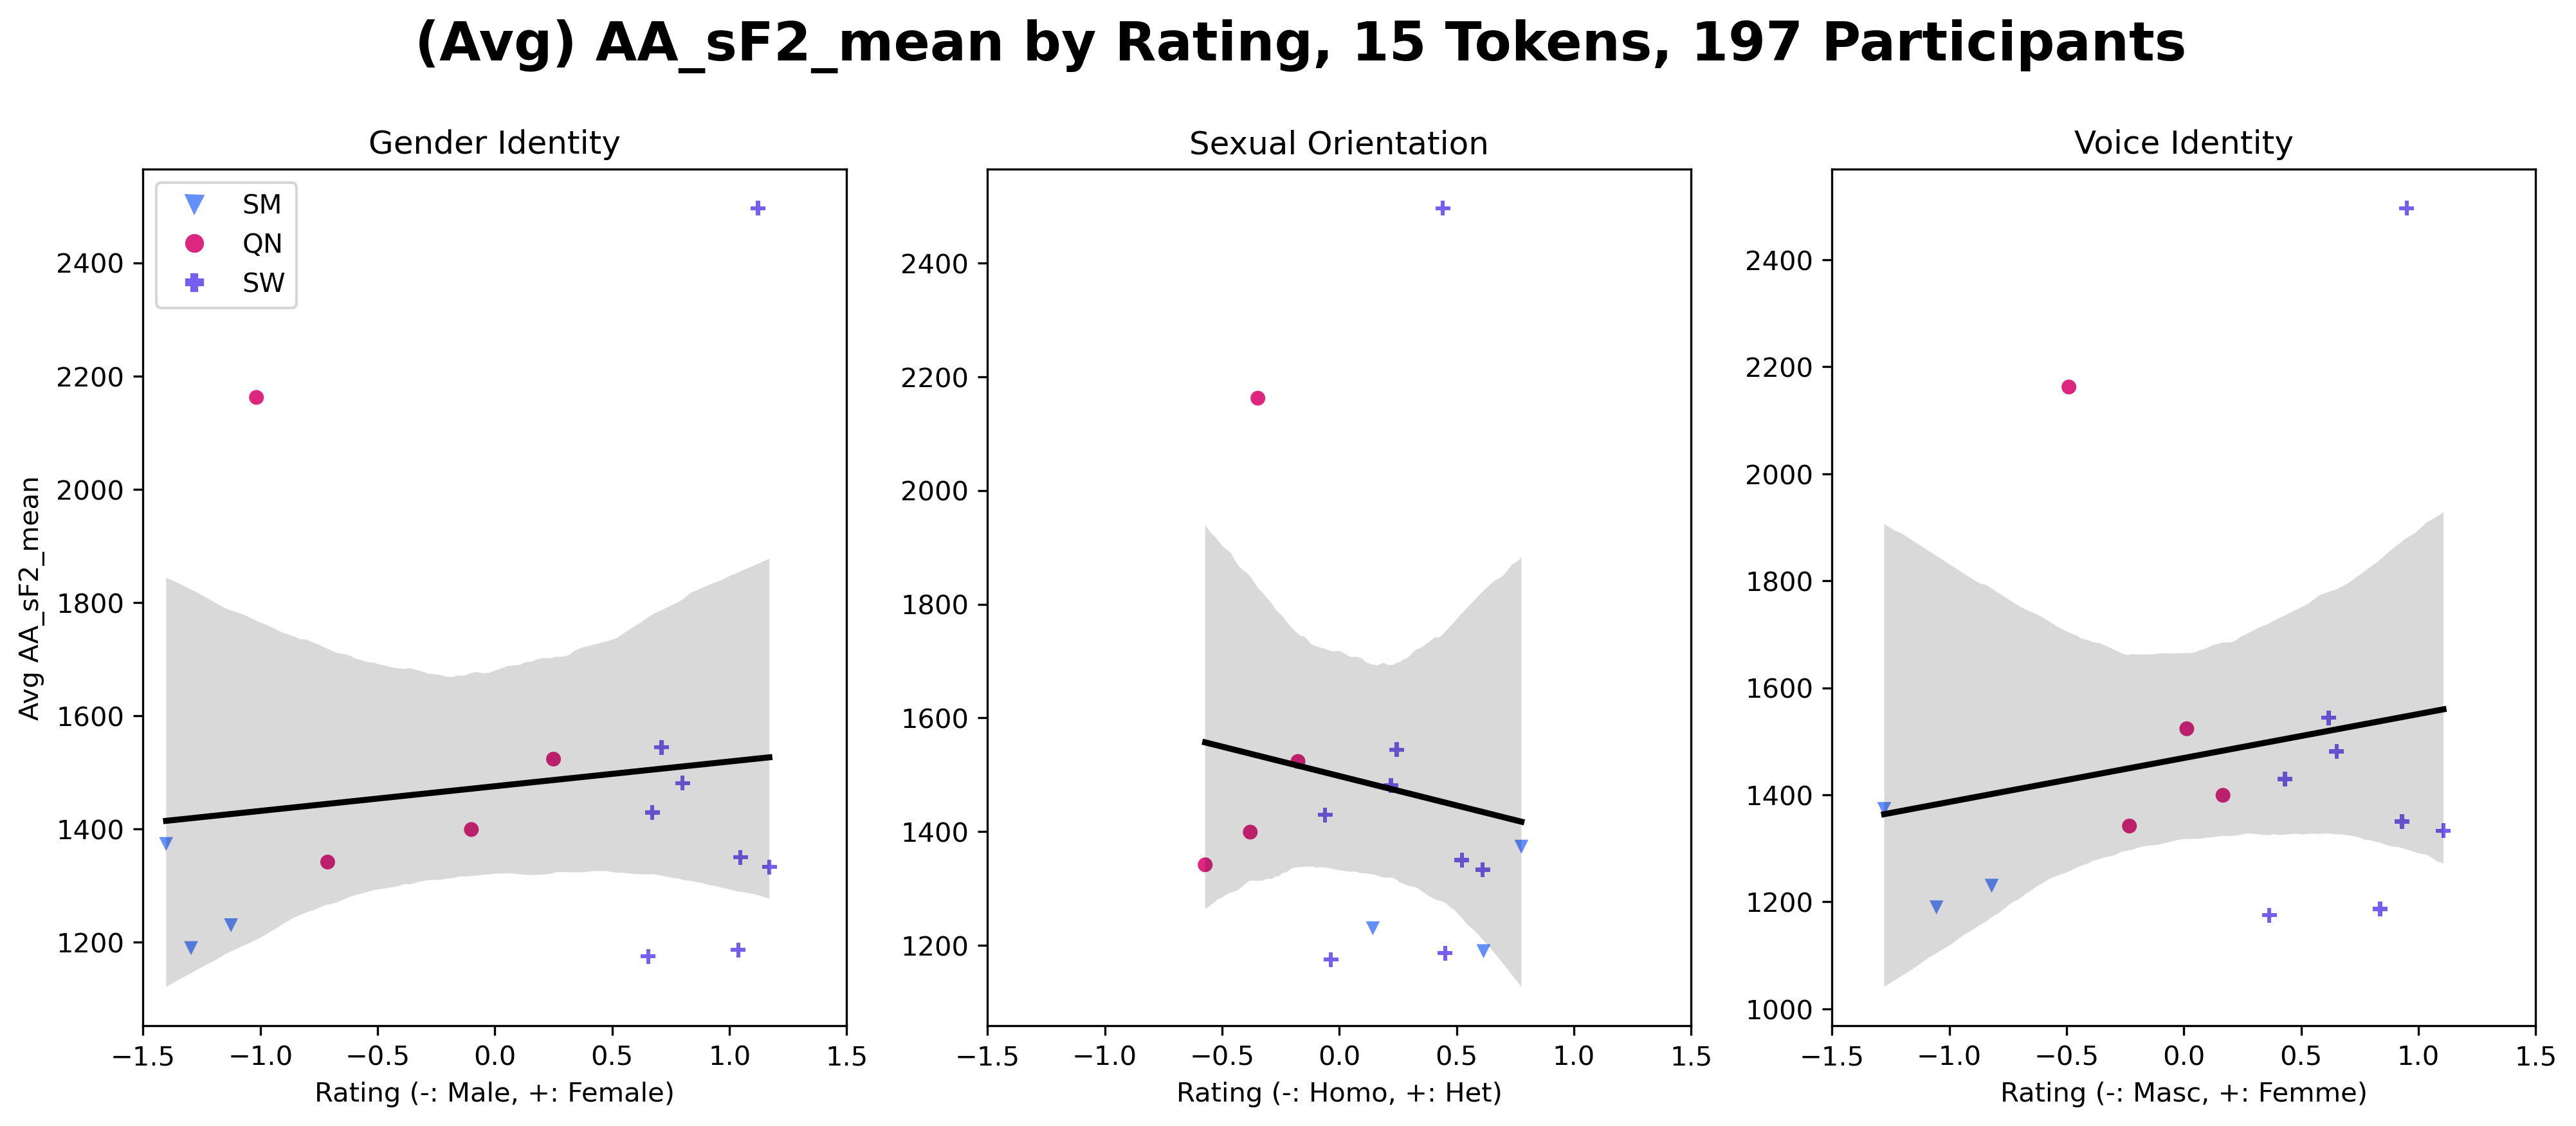 (Avg) AA_sF2_mean by Rating, 15 Tokens, 197 Participants
Gender Identity
SM
QN
SW
Avg AA_sF2_mean
2400
2200
2000
1800
1600
1400
1200
−1.5 −1.0 −0.5 0.0 0.5 1.0 1.5
Rating (-: Male, +: Female)
Sexual Orientation
2400
2200
2000
1800
1600
1400
1200
−1.5 −1.0 −0.5 0.0 0.5 1.0 1.5
Rating (-: Homo, +: Het)
Voice Identity
2400
2200
2000
1800
1600
1400
1200
1000
−1.5 −1.0 −0.5 0.0 0.5 1.0 1.5
Rating (-: Masc, +: Femme)